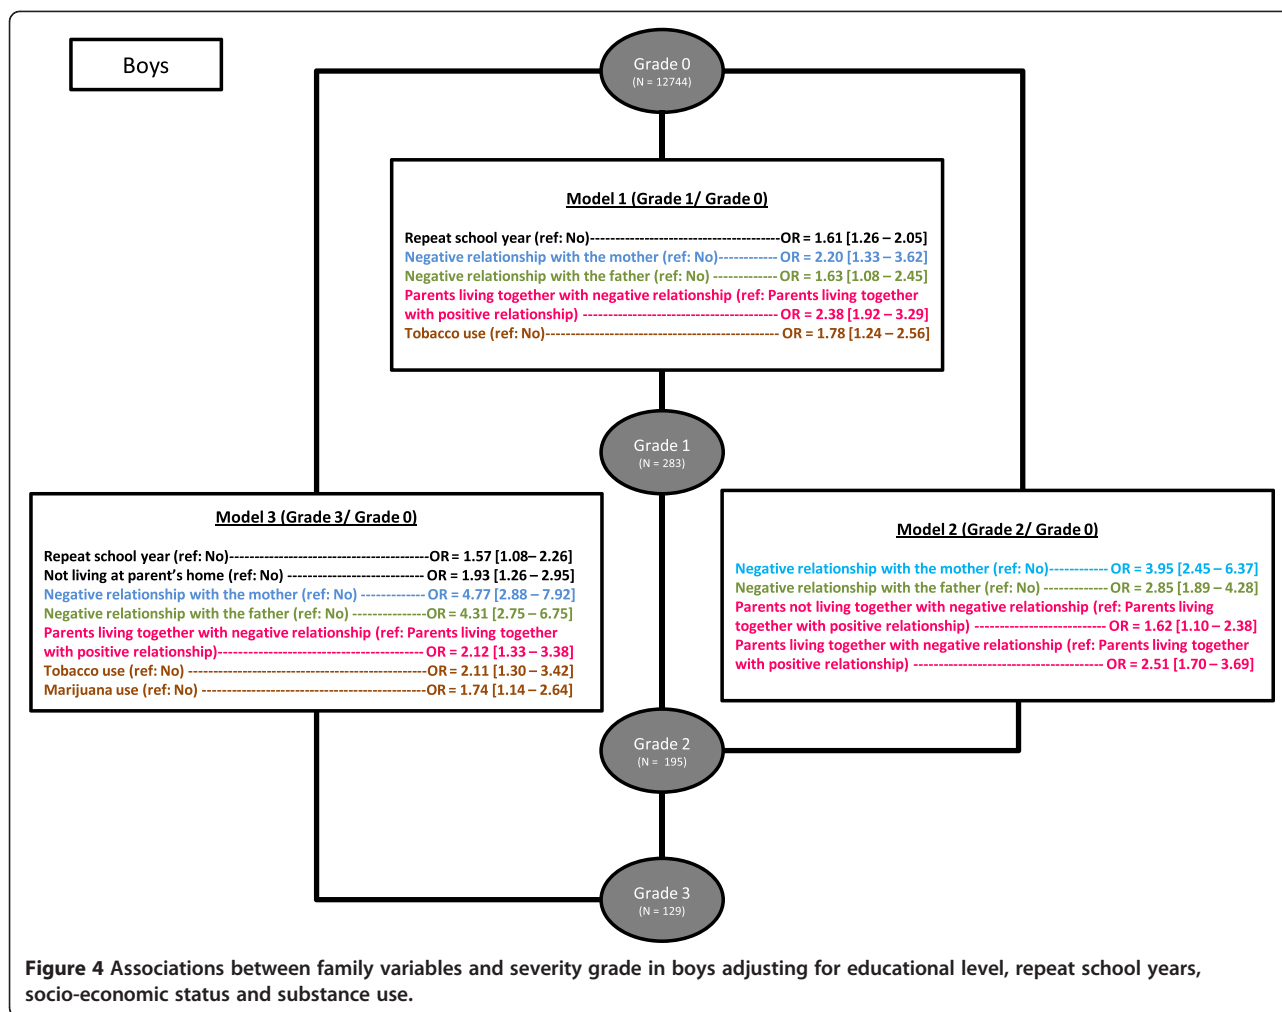 Boys
Grade 0
(N = 12744)
Model 1 (Grade 1/ Grade 0)
Repeat school year (ref: No)--------------------------------------OR = 1.61 [1.26 – 2.05]
Negative relationship with the mother (ref: No)------------ OR = 2.20 [1.33 – 3.62]
Negative relationship with the father (ref: No) ------------- OR = 1.63 [1.08 – 2.45]
Parents living together with negative relationship (ref: Parents living together
with positive relationship) --------------------------------------- OR = 2.38 [1.92 – 3.29]
Tobacco use (ref: No)----------------------------------------------- OR = 1.78 [1.24 – 2.56]
Grade 1
(N = 283)
Model 3 (Grade 3/ Grade 0)
Repeat school year (ref: No)----------------------------------------OR = 1.57 [1.08– 2.26]
Not living at parent’s home (ref: No) --------------------------- OR = 1.93 [1.26 – 2.95]
Negative relationship with the mother (ref: No) ------------- OR = 4.77 [2.88 – 7.92]
Negative relationship with the father (ref: No) --------------- OR = 4.31 [2.75 – 6.75]
Parents living together with negative relationship (ref: Parents living together
with positive relationship)----------------------------------------- OR = 2.12 [1.33 – 3.38]
Tobacco use (ref: No) ----------------------------------------------- OR = 2.11 [1.30 – 3.42]
Marijuana use (ref: No) ---------------------------------------------OR = 1.74 [1.14 – 2.64]
Model 2 (Grade 2/ Grade 0)
Negative relationship with the mother (ref: No)------------ OR = 3.95 [2.45 – 6.37]
Negative relationship with the father (ref: No) ------------- OR = 2.85 [1.89 – 4.28]
Parents not living together with negative relationship (ref: Parents living
together with positive relationship) -------------------------- OR = 1.62 [1.10 – 2.38]
Parents living together with negative relationship (ref: Parents living together
with positive relationship) -------------------------------------- OR = 2.51 [1.70 – 3.69]
Grade 2
(N = 195)
Grade 3
(N = 129)
Figure 4 Associations between family variables and severity grade in boys adjusting for educational level, repeat school years,
socio-economic status and substance use.